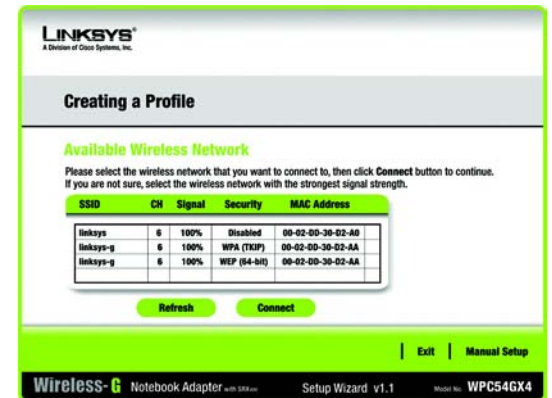 LINKSYS®
A Division of Cisco Systems, Inc.
Creating a Profile
Available Wireless Network
Please select the wireless network that you want to connect to, then click Connect button to continue.
If you are not sure, select the wireless network with the strongest signal strength.
SSID CH Signal Security MAC Address
linksys 6 100% Disabled 00-02-DD-30-D2-A0
linksys-g 6 100% WPA (TKIP) 00-02-DD-30-D2-AA
linksys-g 6 100% WEP (64-bit) 00-02-DD-30-D2-AA
Refresh Connect
Exit Manual Setup
Wireless-G Notebook Adapter with SRX400 Setup Wizard v1.1 Model No. WPC54GX4